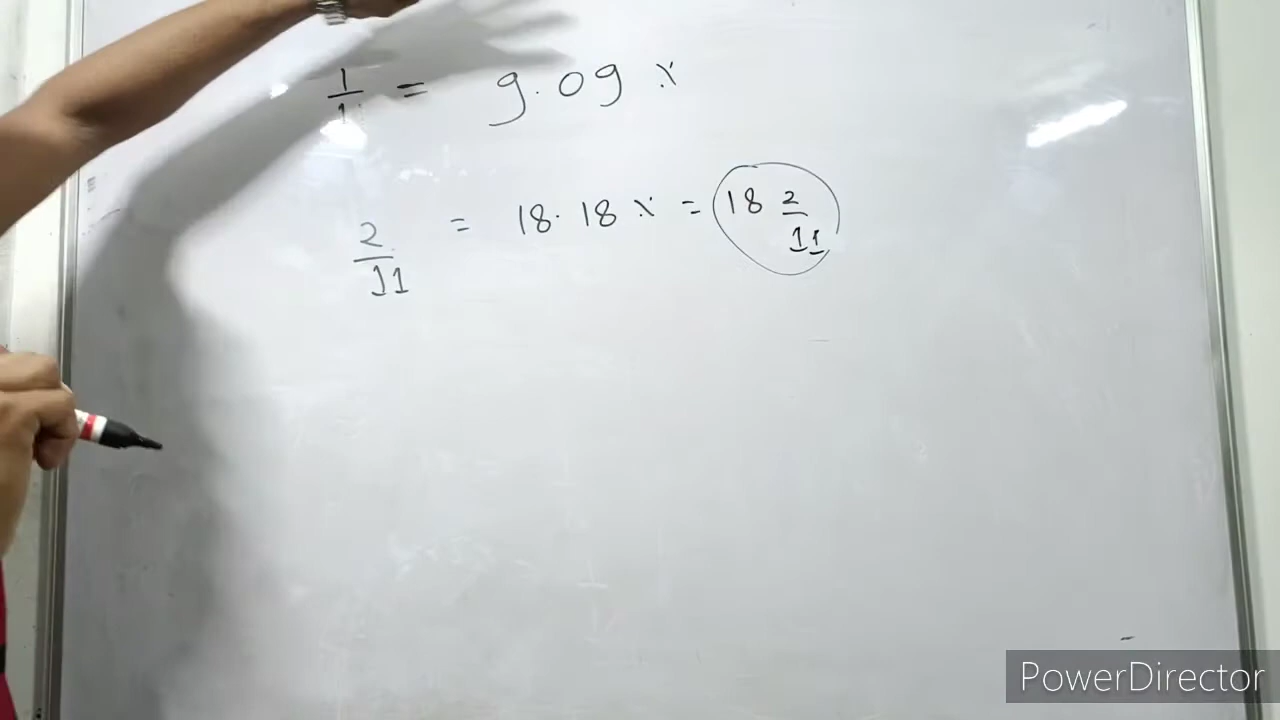 1/11 = 9.09 %
2/11 = 18.18 % = 18 2/11
PowerDirector